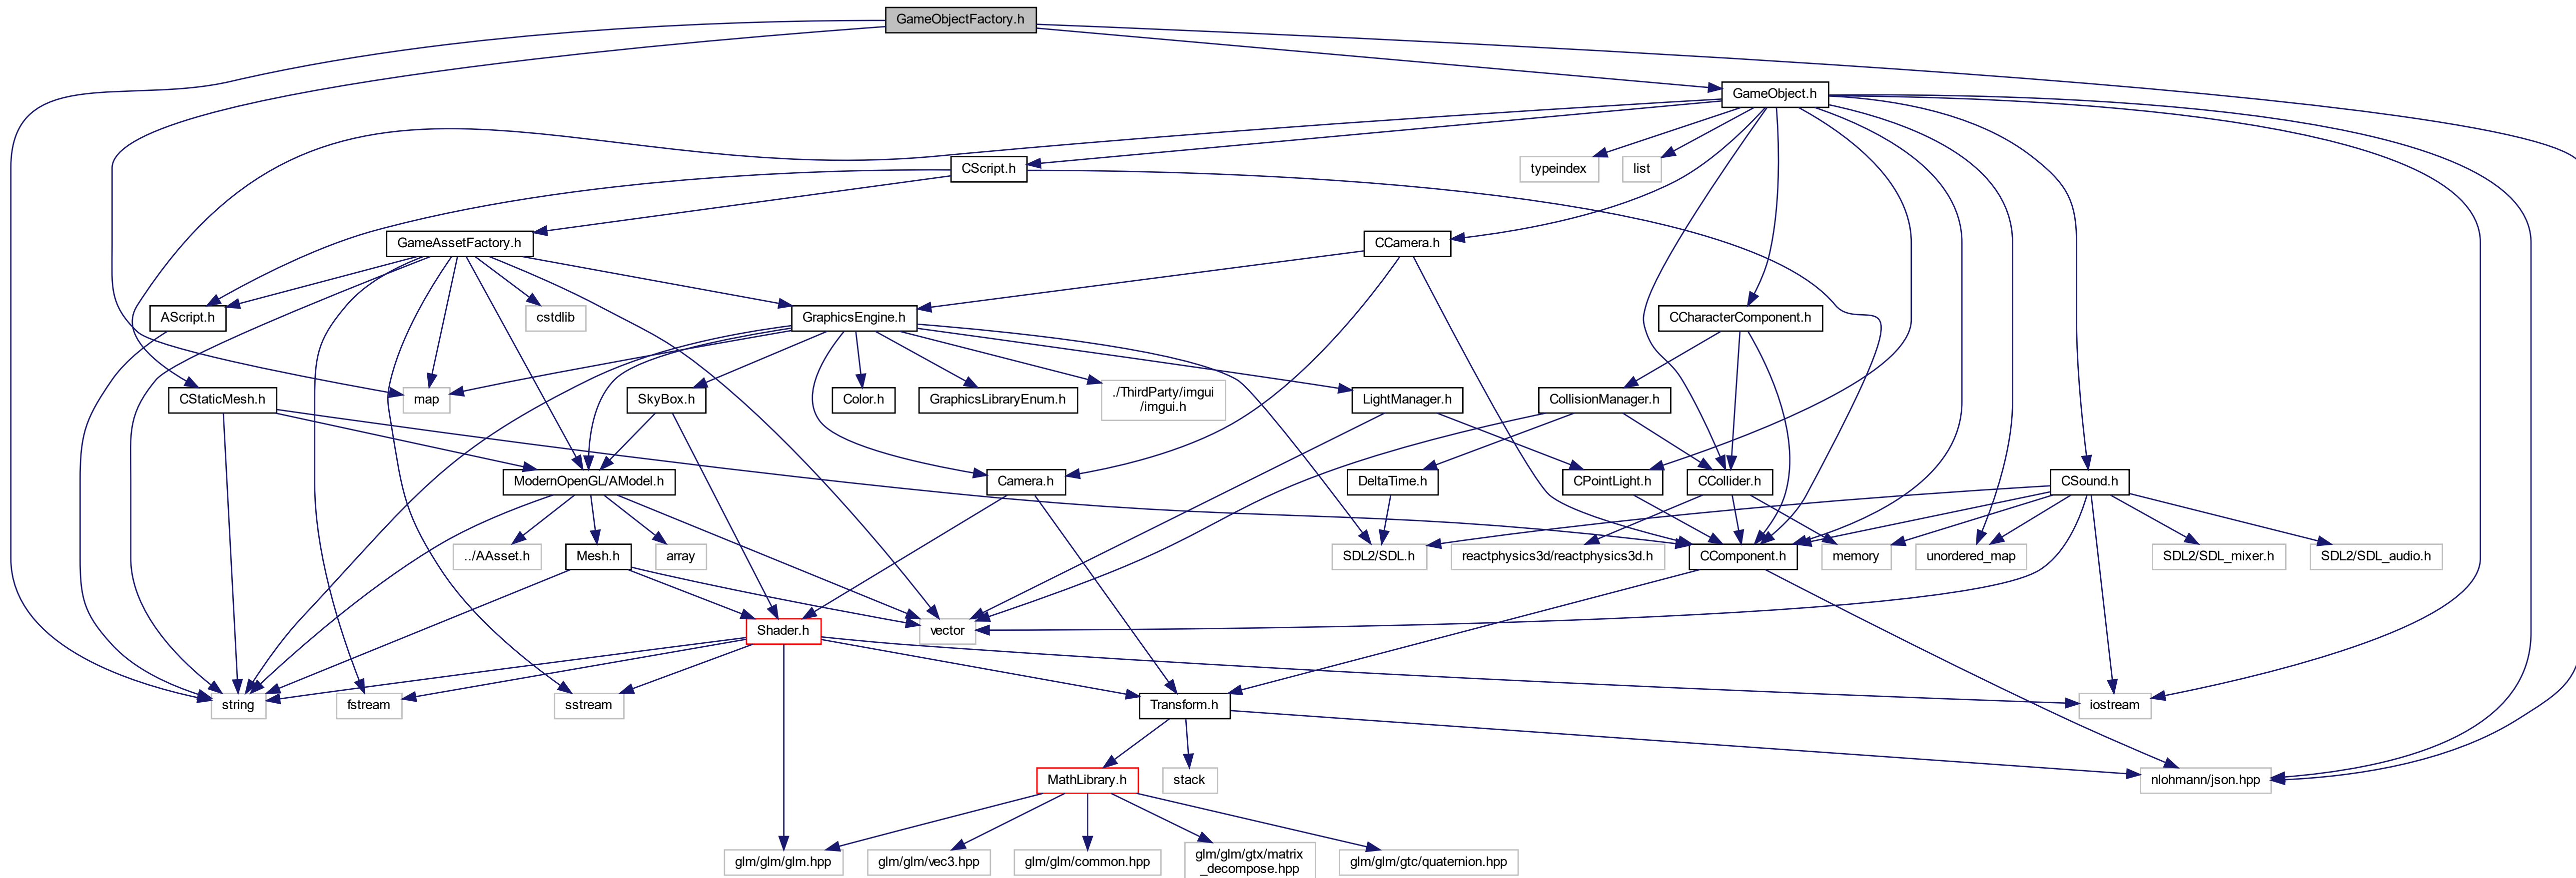 GameObjectFactory.h
GameObject.h
CScript.h
typeindex
list
GameAssetFactory.h
CCamera.h
AScript.h
cstdlib
GraphicsEngine.h
CCharacterComponent.h
CStaticMesh.h
map
SkyBox.h
Color.h
GraphicsLibraryEnum.h
./ThirdParty/imgui
/imgui.h
LightManager.h
CollisionManager.h
ModernOpenGL/AModel.h
Camera.h
DeltaTime.h
CPointLight.h
CCollider.h
CSound.h
../AAsset.h
Mesh.h
array
SDL2/SDL.h
reactphysics3d/reactphysics3d.h
CComponent.h
memory
unordered_map
SDL2/SDL_mixer.h
SDL2/SDL_audio.h
Shader.h
vector
string
fstream
sstream
Transform.h
iostream
MathLibrary.h
stack
nlohmann/json.hpp
glm/glm/glm.hpp
glm/glm/vec3.hpp
glm/glm/common.hpp
glm/glm/gtx/matrix
_decompose.hpp
glm/glm/gtc/quaternion.hpp